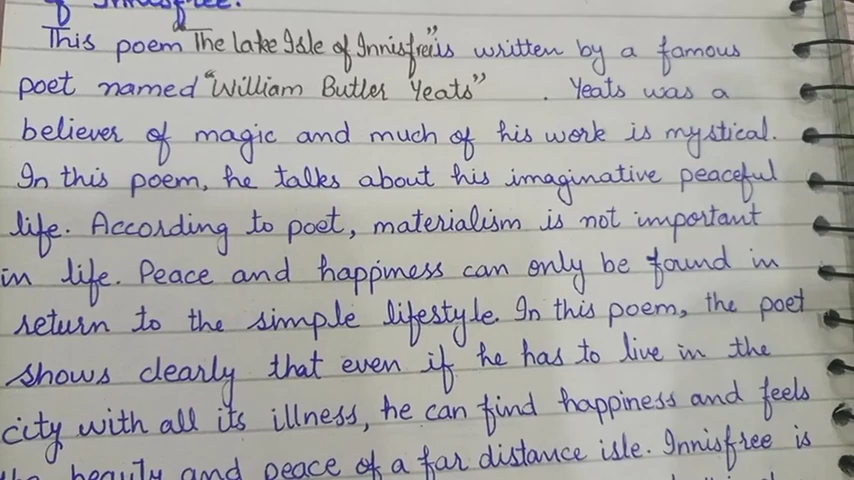 of Innisfree.
This poem "The lake Isle of Innisfree" is written by a famous
poet named "William Butler Yeats" . Yeats was a
believer of magic and much of his work is mystical.
In this poem, he talks about his imaginative peaceful
life. According to poet, materialism is not important
in life. Peace and happiness can only be found in
return to the simple lifestyle. In this poem, the poet
shows clearly that even if he has to live in the
city with all its illness, he can find happiness and feels
the beauty and peace of a far distance isle. Innisfree is